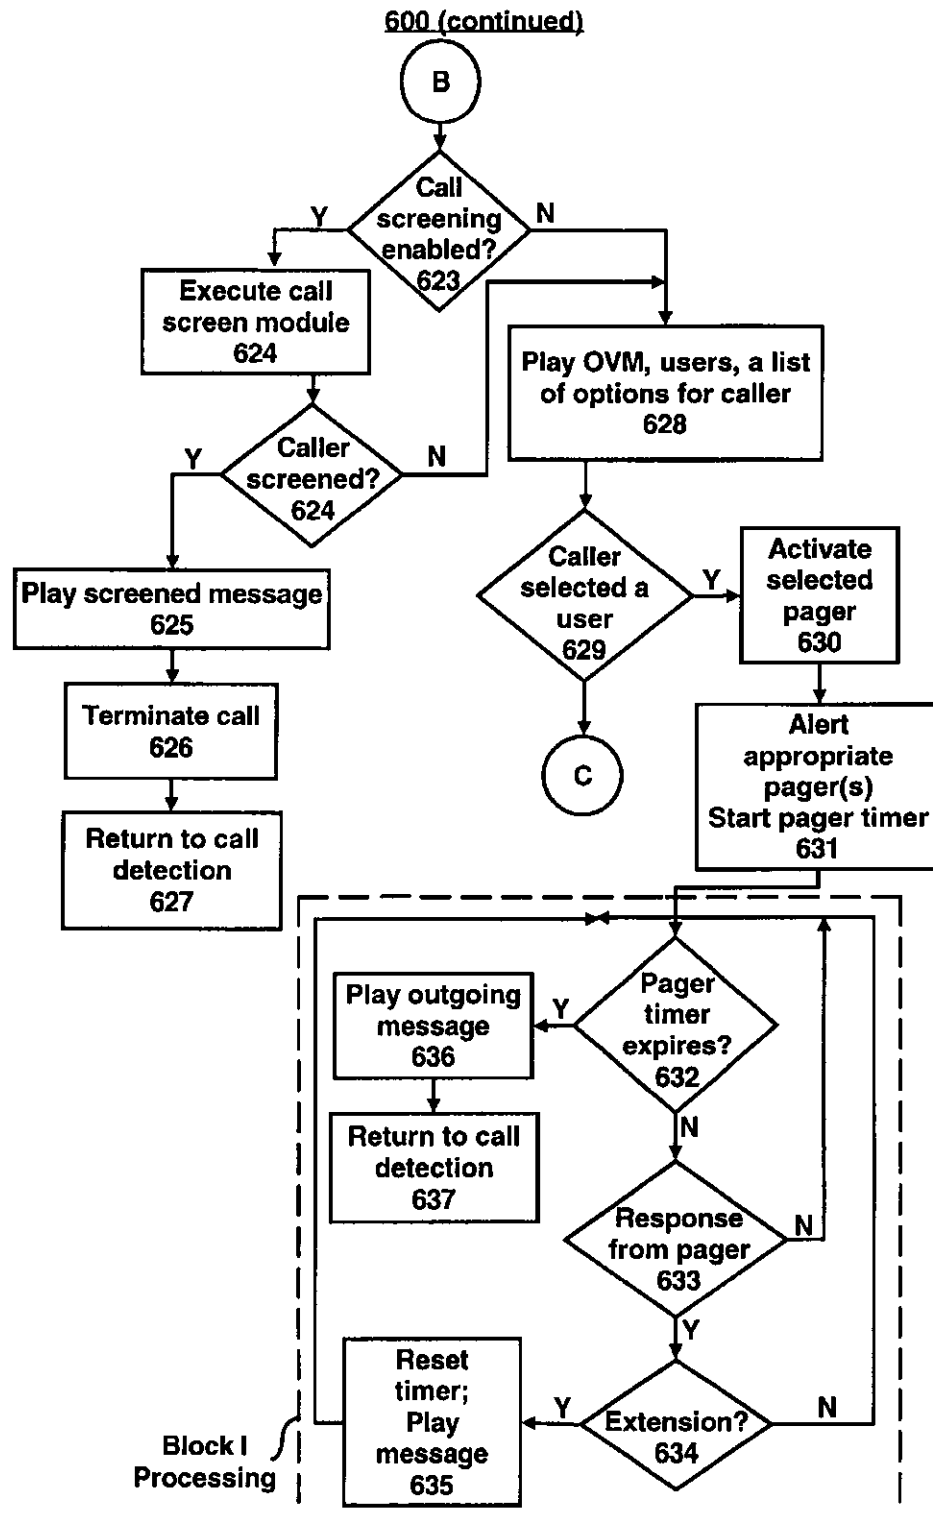 600 (continued)
B
Call
screening
enabled?
623
Y
N
Execute call
screen module
624
Play OVM, users, a list
of options for caller
628
Caller
screened?
624
Y
N
Caller
selected a
user
629
Y
Activate
selected
pager
630
Play screened message
625
Terminate call
626
C
Alert
appropriate
pager(s)
Start pager timer
631
Return to call
detection
627
Pager
timer
expires?
632
Y
N
Play outgoing
message
636
Return to call
detection
637
Response
from pager
633
N
Y
Extension?
634
Y
N
Reset
timer;
Play
message
635
Block I
Processing